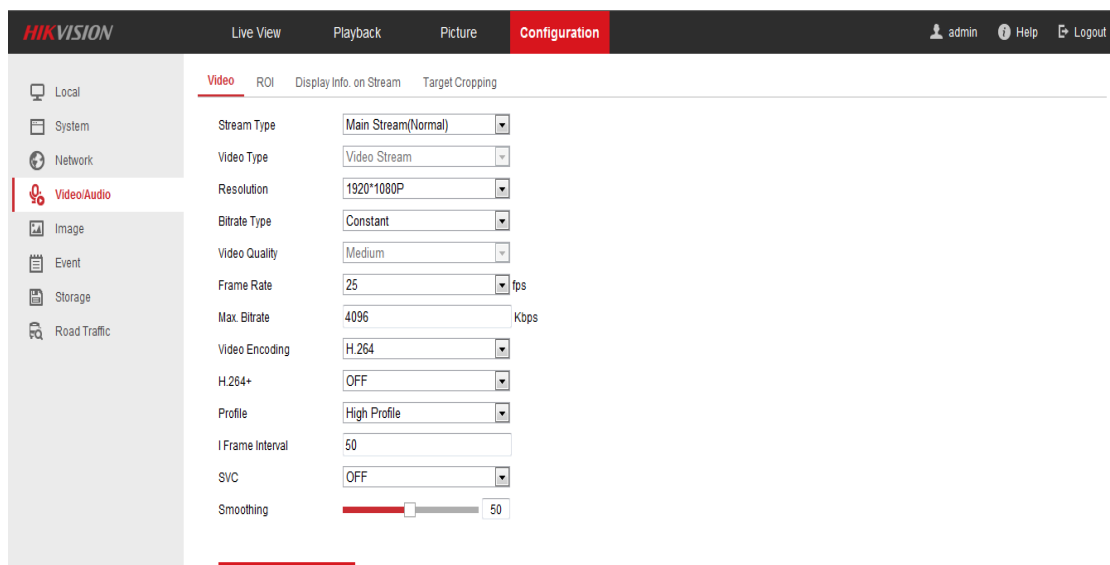 HIKVISION Live View Playback Picture Configuration admin Help Logout
Video ROI Display Info. on Stream Target Cropping
Local
System
Network
Video/Audio
Image
Event
Storage
Road Traffic
Stream Type Main Stream(Normal)
Video Type Video Stream
Resolution 1920*1080P
Bitrate Type Constant
Video Quality Medium
Frame Rate 25 fps
Max. Bitrate 4096 Kbps
Video Encoding H.264
H.264+ OFF
Profile High Profile
I Frame Interval 50
SVC OFF
Smoothing 50